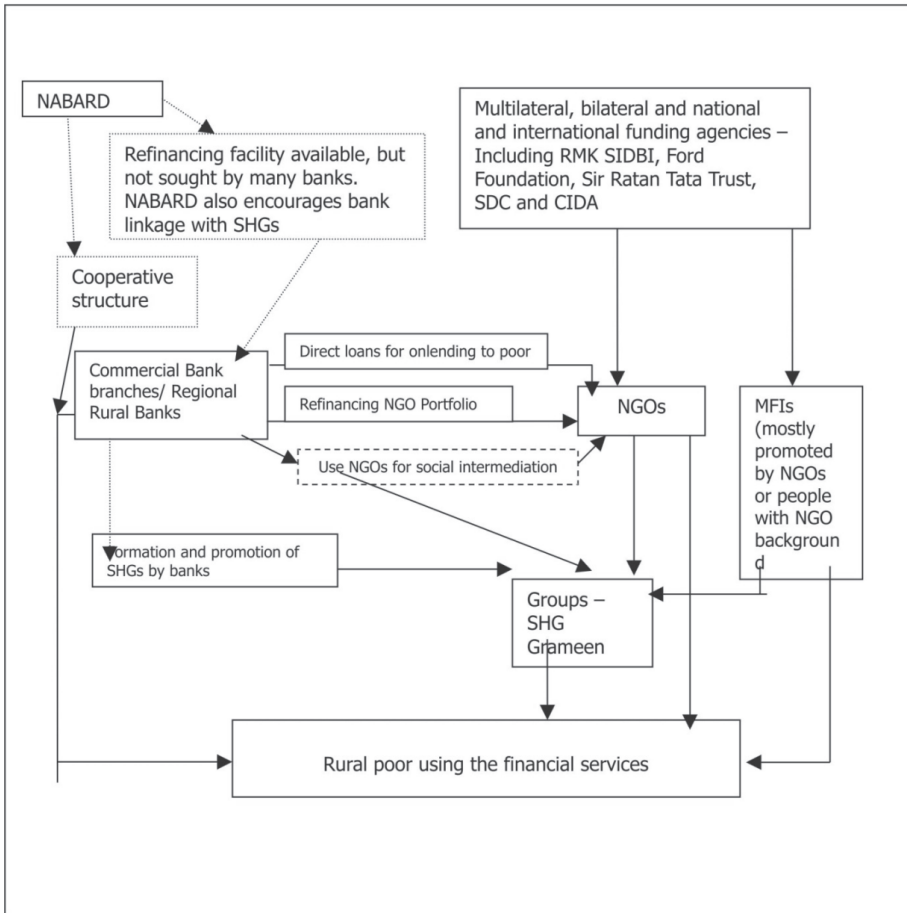 NABARD
Multilateral, bilateral and national
and international funding agencies –
Including RMK SIDBI, Ford
Foundation, Sir Ratan Tata Trust,
SDC and CIDA
Refinancing facility available, but
not sought by many banks.
NABARD also encourages bank
linkage with SHGs
Cooperative
structure
Commercial Bank
branches/ Regional
Rural Banks
Direct loans for onlending to poor
Refinancing NGO Portfolio
Use NGOs for social intermediation
NGOs
MFIs
(mostly
promoted
by NGOs
or people
with NGO
backgroun
d
Formation and promotion of
SHGs by banks
Groups –
SHG
Grameen
Rural poor using the financial services